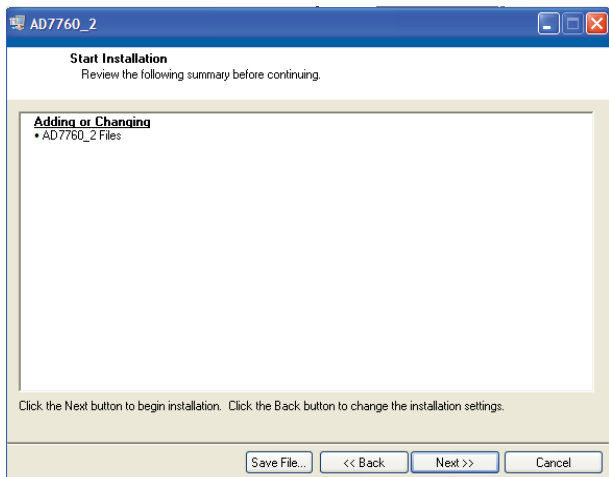 AD7760_2
Start Installation
Review the following summary before continuing.
Adding or Changing
• AD7760_2 Files
Click the Next button to begin installation. Click the Back button to change the installation settings.
Save File... << Back Next >> Cancel